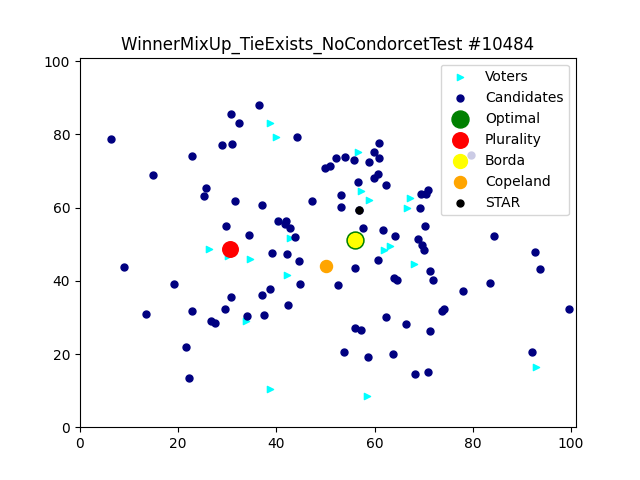 WinnerMixUp_TieExists_NoCondorcetTest #10484
100
80
60
40
20
0
0 20 40 60 80 100
Voters
Candidates
Optimal
Plurality
Borda
Copeland
STAR